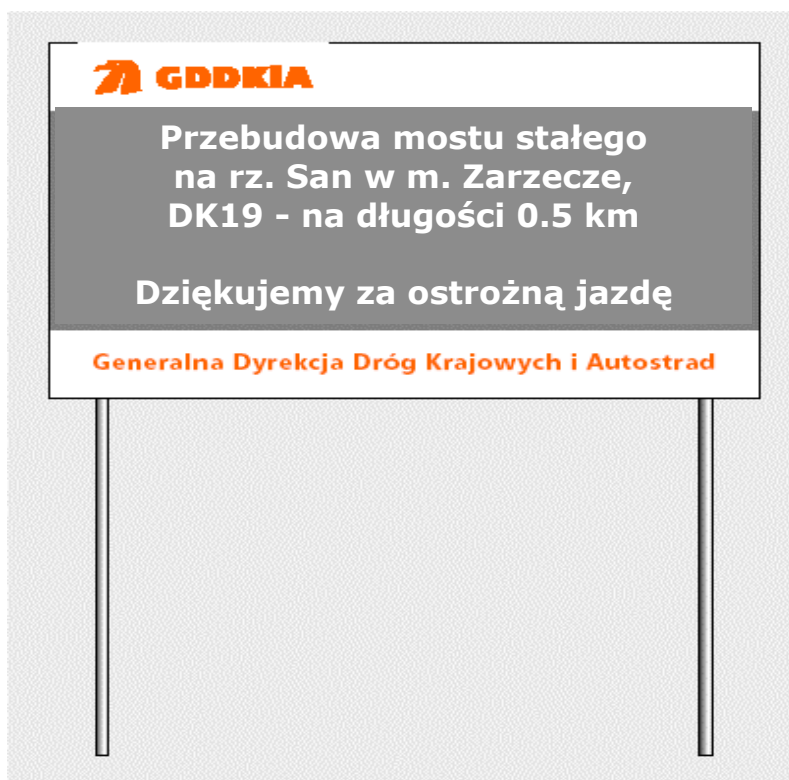 GDDKiA
Przebudowa mostu stałego
na rz. San w m. Zarzecze,
DK19 - na długości 0.5 km
Dziękujemy za ostrożną jazdę
Generalna Dyrekcja Dróg Krajowych i Autostrad